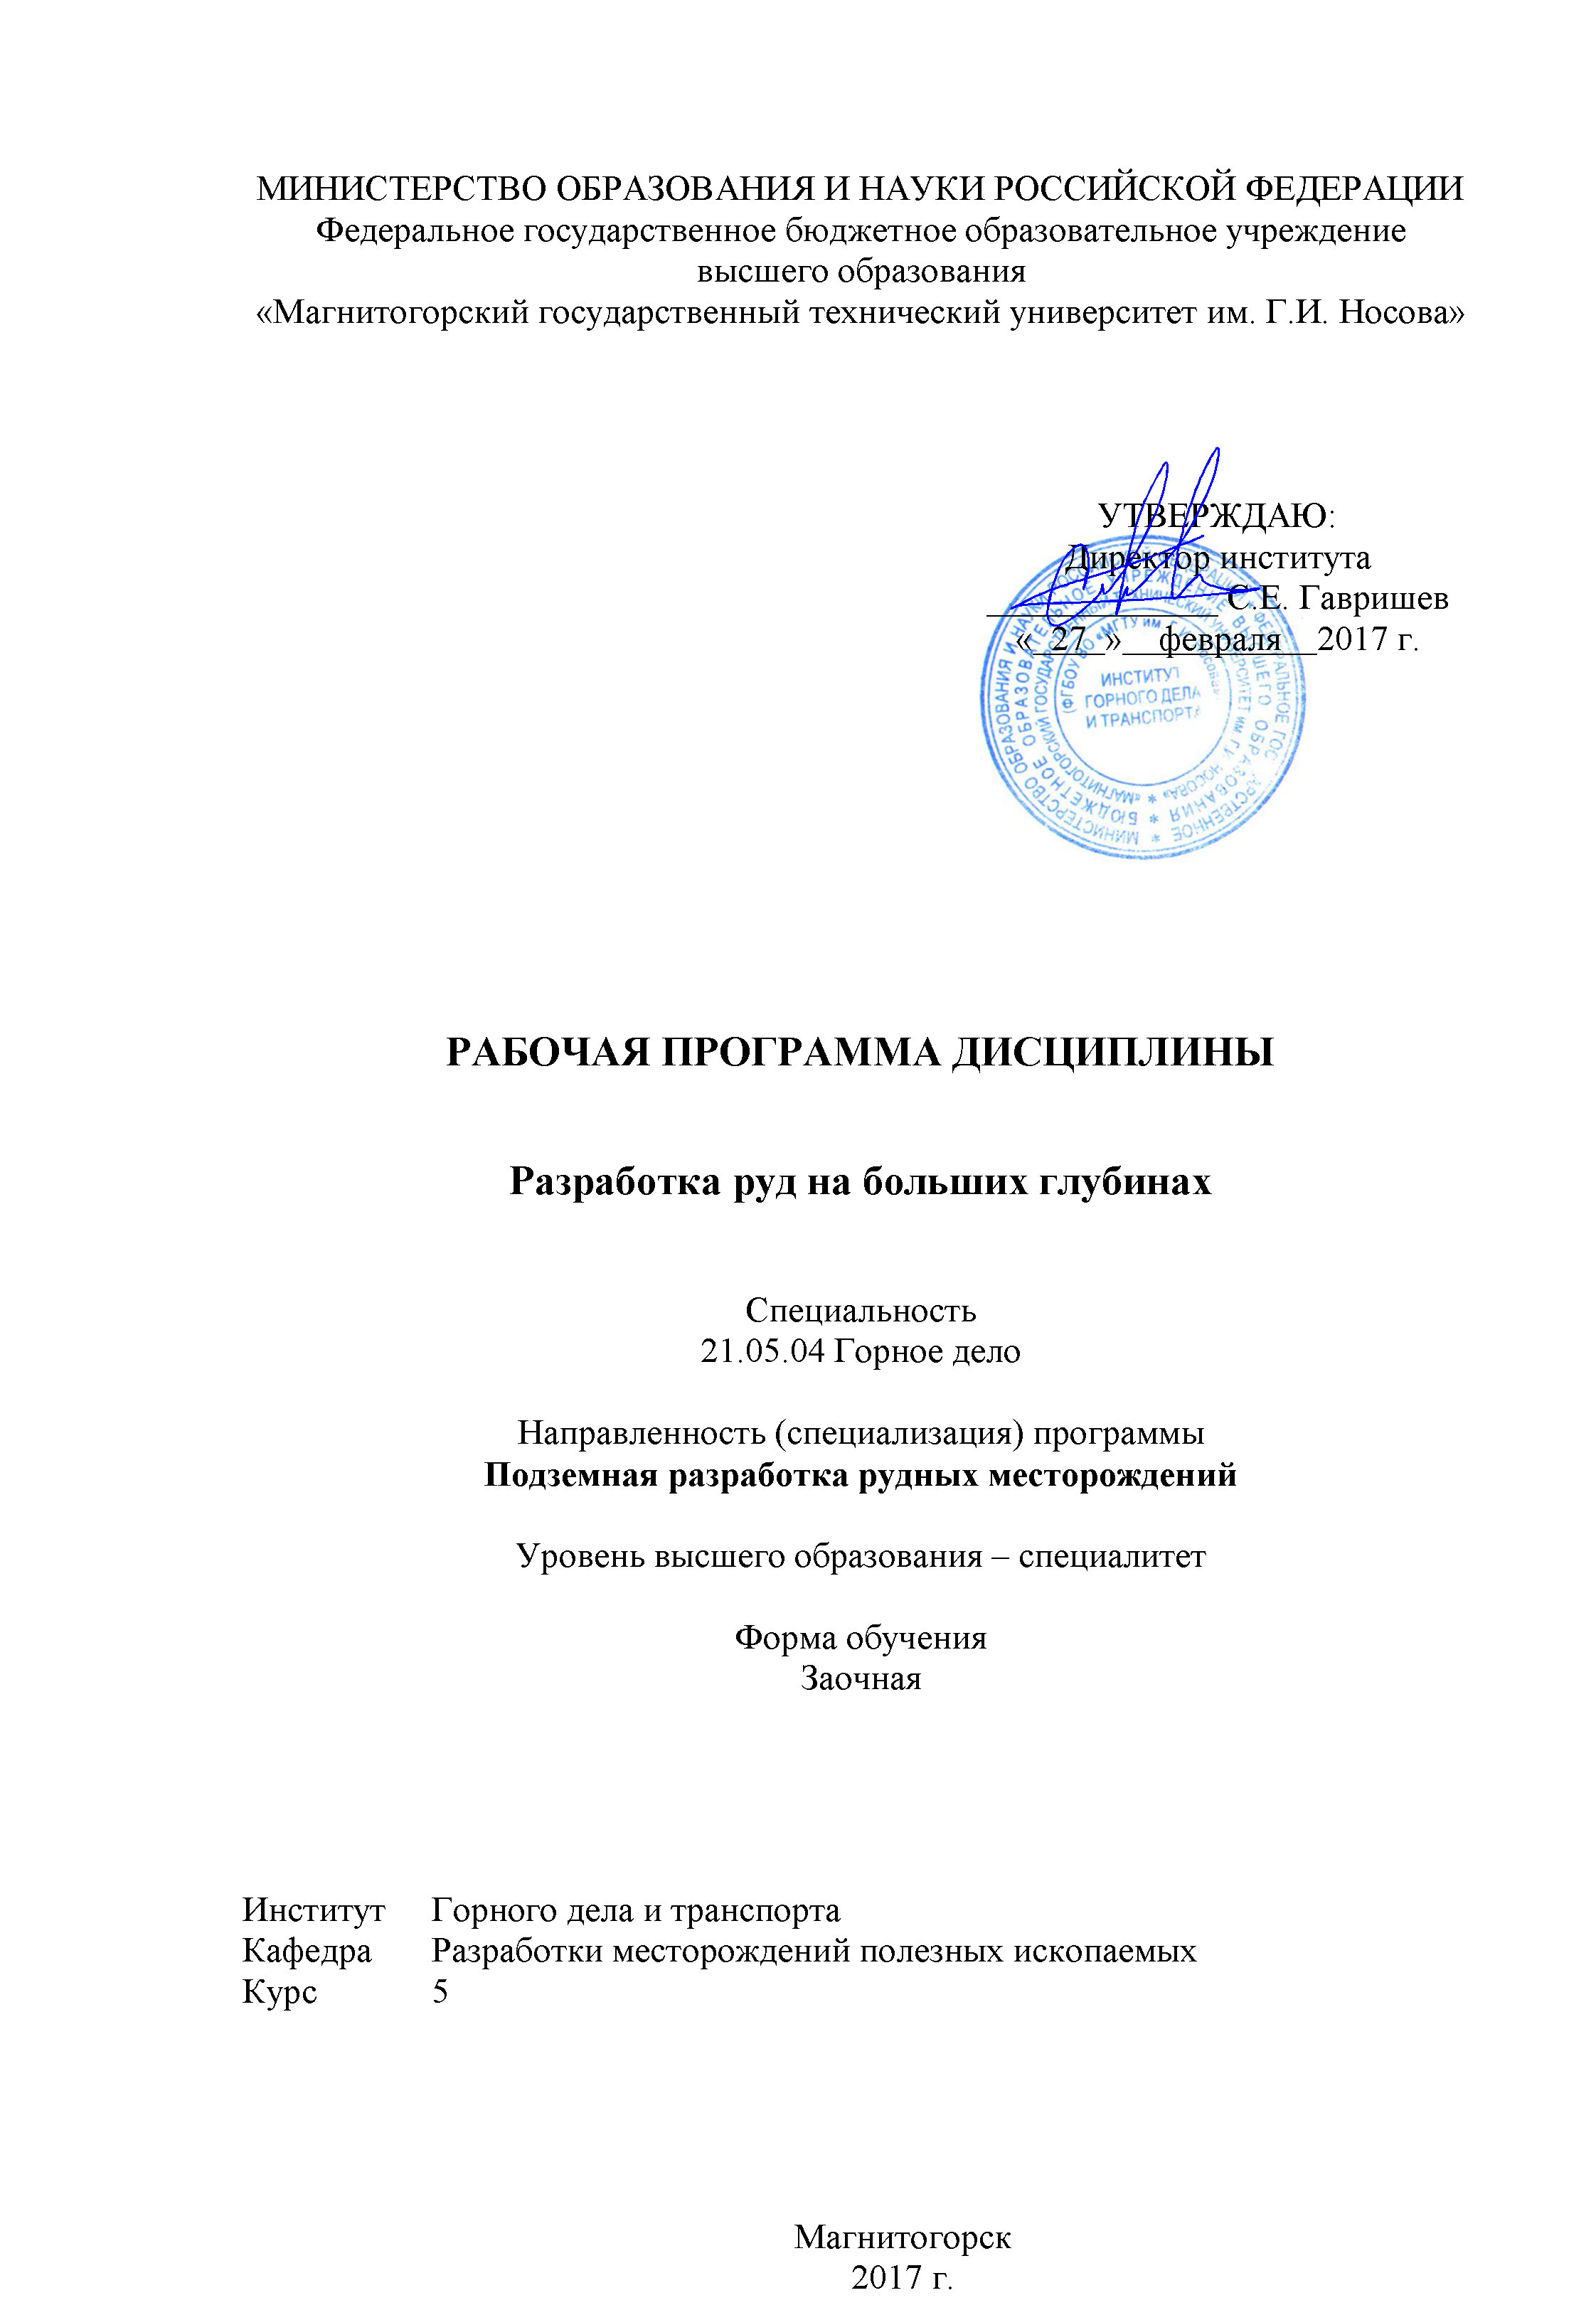 МИНИСТЕРСТВО ОБРАЗОВАНИЯ И НАУКИ РОССИЙСКОЙ ФЕДЕРАЦИИ
Федеральное государственное бюджетное образовательное учреждение
высшего образования
«Магнитогорский государственный технический университет им. Г.И. Носова»
УТВЕРЖДАЮ:
Директор института
_____________ С.Е. Гавришев
«_27_»__февраля__2017 г.
ИНСТИТУТ
ГОРНОГО ДЕЛА
И ТРАНСПОРТА
РАБОЧАЯ ПРОГРАММА ДИСЦИПЛИНЫ
Разработка руд на больших глубинах
Специальность
21.05.04 Горное дело
Направленность (специализация) программы
Подземная разработка рудных месторождений
Уровень высшего образования – специалитет
Форма обучения
Заочная
Институт Горного дела и транспорта
Кафедра Разработки месторождений полезных ископаемых
Курс 5
Магнитогорск
2017 г.